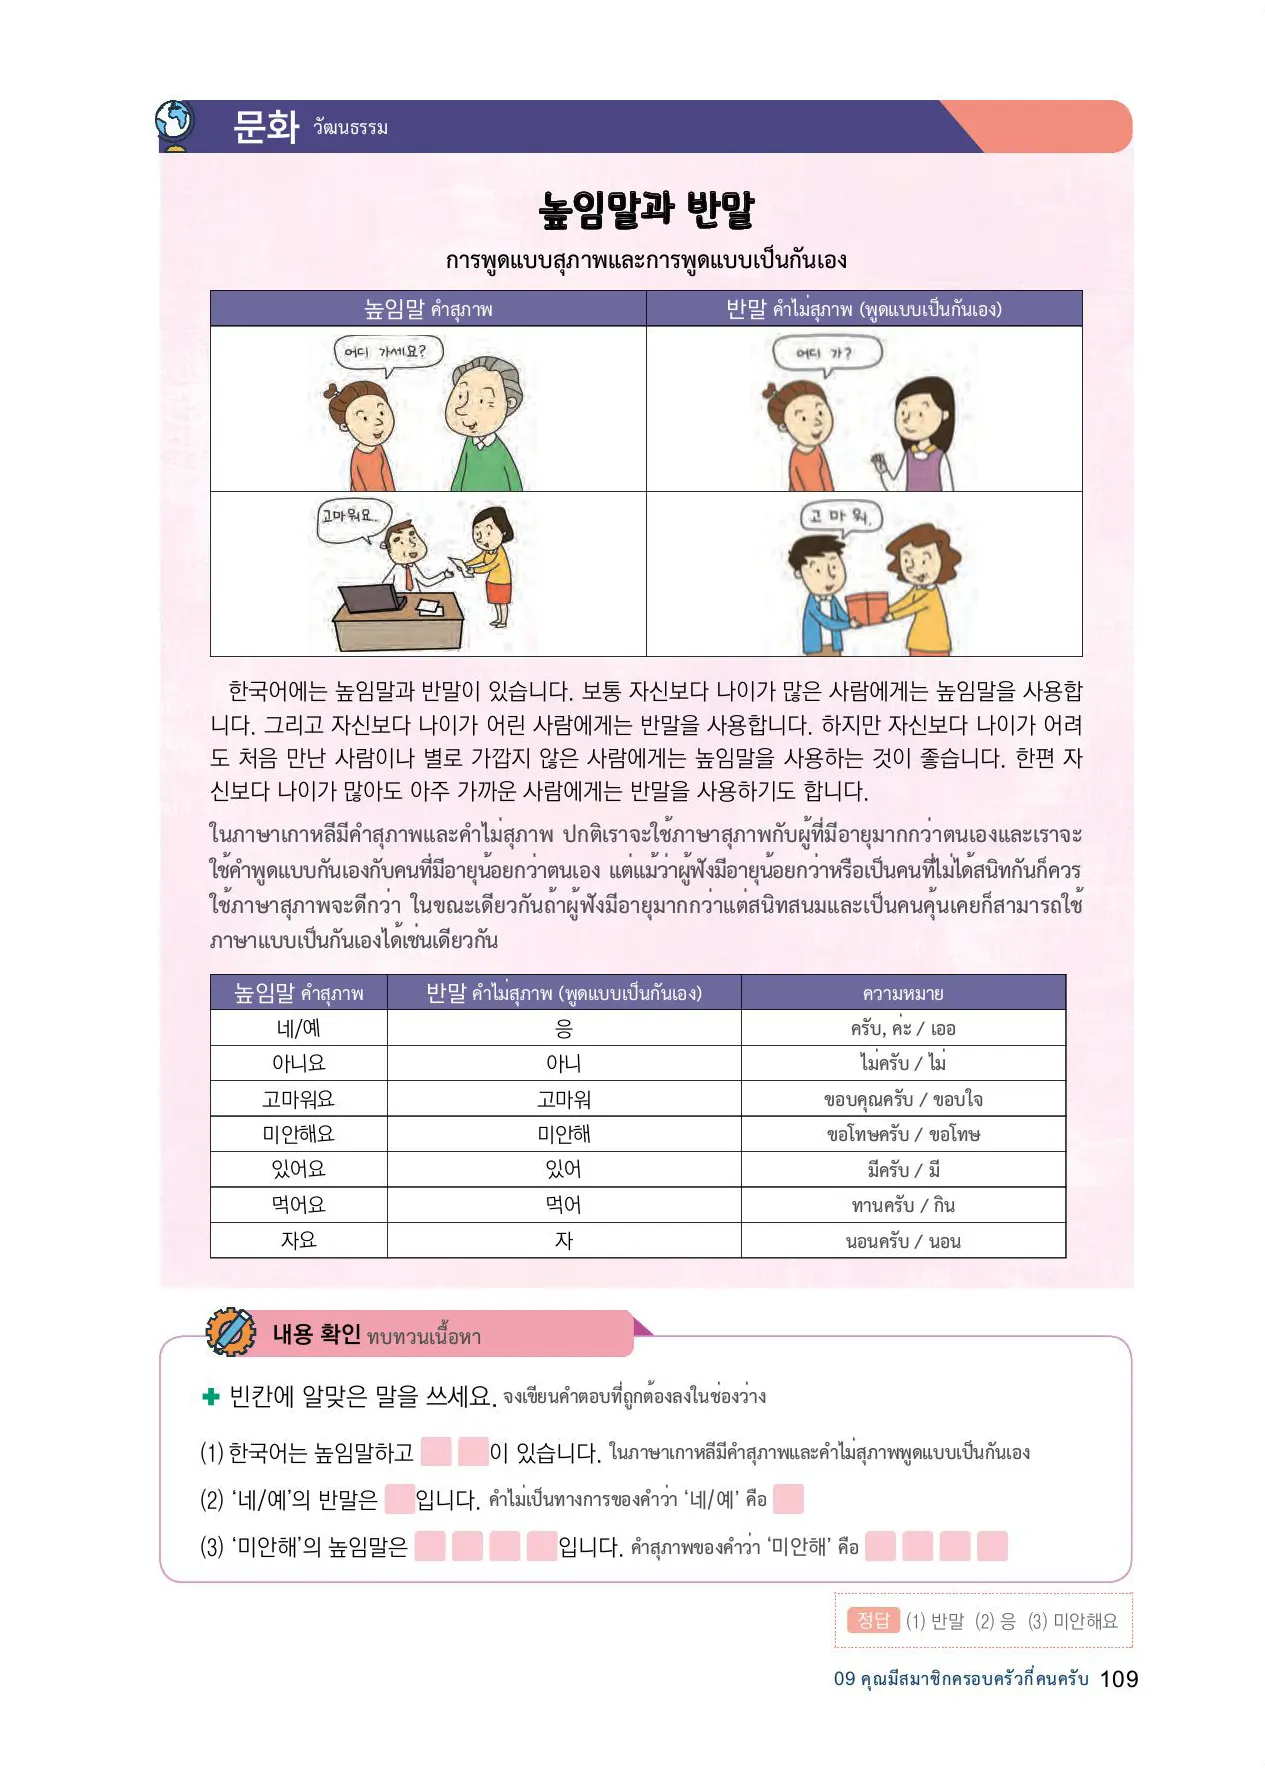 문화 วัฒนธรรม
높임말과 반말
การพูดแบบสุภาพและการพูดแบบเป็นกันเอง
높임말 คำสุภาพ 반말 คำไม่สุภาพ (พูดแบบเป็นกันเอง)
어디 가세요? 어디 가?
고마워요.. 고마워.
한국어에는 높임말과 반말이 있습니다. 보통 자신보다 나이가 많은 사람에게는 높임말을 사용합
니다. 그리고 자신보다 나이가 어린 사람에게는 반말을 사용합니다. 하지만 자신보다 나이가 어려
도 처음 만난 사람이나 별로 가깝지 않은 사람에게는 높임말을 사용하는 것이 좋습니다. 한편 자
신보다 나이가 많아도 아주 가까운 사람에게는 반말을 사용하기도 합니다.
ในภาษาเกาหลีมีคำสุภาพและคำไม่สุภาพ ปกติเราจะใช้ภาษาสุภาพกับผู้ที่มีอายุมากกว่าตนเองและเราจะ
ใช้คำพูดแบบกันเองกับคนที่มีอายุน้อยกว่าตนเอง แต่แม้ว่าผู้ฟังมีอายุน้อยกว่าหรือเป็นคนที่ไม่ได้สนิทกันก็ควร
ใช้ภาษาสุภาพจะดีกว่า ในขณะเดียวกันถ้าผู้ฟังมีอายุมากกว่าแต่สนิทสนมและเป็นคนคุ้นเคยก็สามารถใช้
ภาษาแบบเป็นกันเองได้เช่นเดียวกัน
높임말 คำสุภาพ 반말 คำไม่สุภาพ (พูดแบบเป็นกันเอง) ความหมาย
네/예 응 ครับ, ค่ะ / เออ
아니요 아니 ไม่ครับ / ไม่
고마워요 고마워 ขอบคุณครับ / ขอบใจ
미안해요 미안해 ขอโทษครับ / ขอโทษ
있어요 있어 มีครับ / มี
먹어요 먹어 ทานครับ / กิน
자요 자 นอนครับ / นอน
내용 확인 ทบทวนเนื้อหา
빈칸에 알맞은 말을 쓰세요. จงเขียนคำตอบที่ถูกต้องลงในช่องว่าง
(1) 한국어는 높임말하고 이 있습니다. ในภาษาเกาหลีมีคำสุภาพและคำไม่สุภาพพูดแบบเป็นกันเอง
(2) ‘네/예’의 반말은 입니다. คำไม่เป็นทางการของคำว่า ‘네/예’ คือ
(3) ‘미안해’의 높임말은 입니다. คำสุภาพของคำว่า ‘미안해’ คือ
정답 (1) 반말 (2) 응 (3) 미안해요
09 คุณมีสมาชิกครอบครัวกี่คนครับ 109